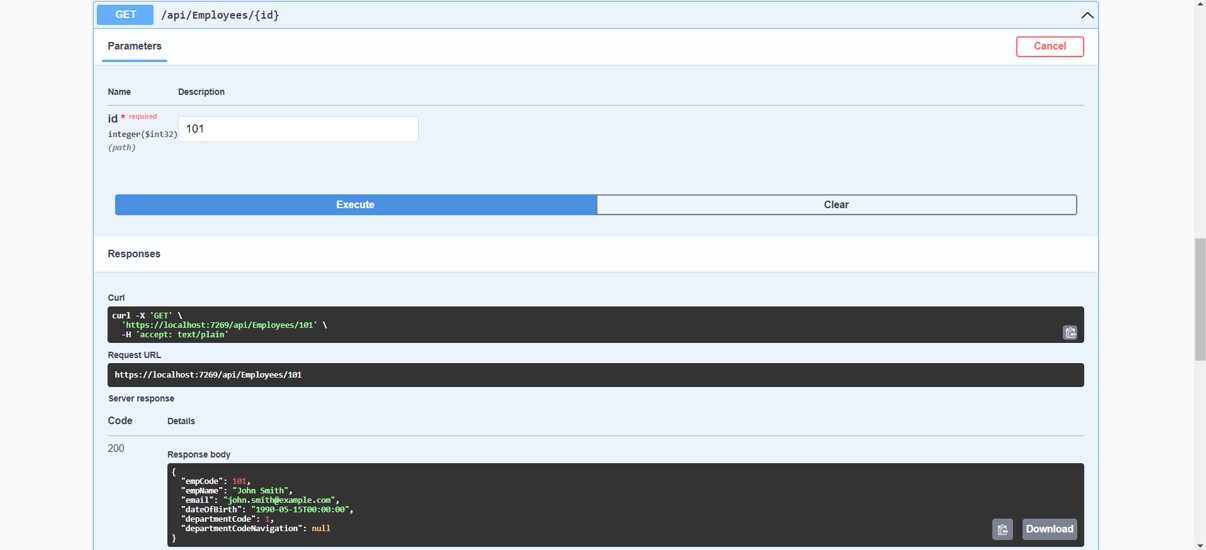 GET /api/Employees/{id}
Parameters
Cancel
Name Description
id * required
integer($int32)
(path)
101
Execute Clear
Responses
Curl
curl -X 'GET' \
'https://localhost:7269/api/Employees/101' \
-H 'accept: text/plain'
Request URL
https://localhost:7269/api/Employees/101
Server response
Code Details
200
Response body
{
"empCode": 101,
"empName": "John Smith",
"email": "john.smith@example.com",
"dateOfBirth": "1990-05-15T00:00:00",
"departmentCode": 1,
"departmentCodeNavigation": null
}
Download